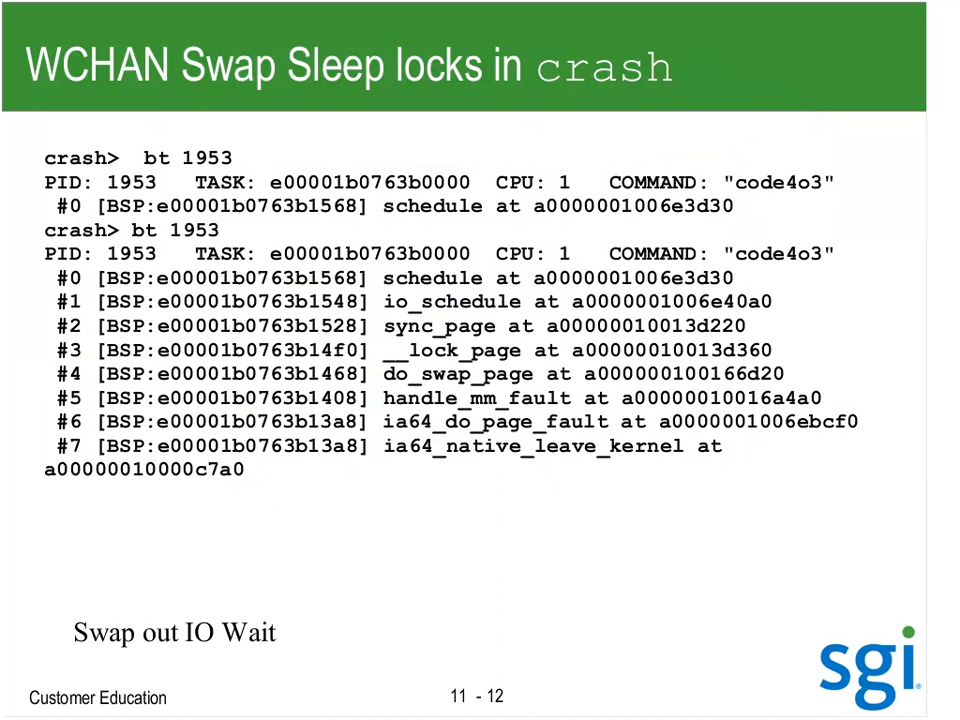 WCHAN Swap Sleep locks in crash
crash>  bt 1953
PID: 1953   TASK: e00001b0763b0000  CPU: 1   COMMAND: "code4o3"
 #0 [BSP:e00001b0763b1568] schedule at a0000001006e3d30
crash> bt 1953
PID: 1953   TASK: e00001b0763b0000  CPU: 1   COMMAND: "code4o3"
 #0 [BSP:e00001b0763b1568] schedule at a0000001006e3d30
 #1 [BSP:e00001b0763b1548] io_schedule at a0000001006e40a0
 #2 [BSP:e00001b0763b1528] sync_page at a00000010013d220
 #3 [BSP:e00001b0763b14f0] __lock_page at a00000010013d360
 #4 [BSP:e00001b0763b1468] do_swap_page at a000000100166d20
 #5 [BSP:e00001b0763b1408] handle_mm_fault at a00000010016a4a0
 #6 [BSP:e00001b0763b13a8] ia64_do_page_fault at a0000001006ebcf0
 #7 [BSP:e00001b0763b13a8] ia64_native_leave_kernel at
a00000010000c7a0
Swap out IO Wait
sgi
Customer Education
11 - 12